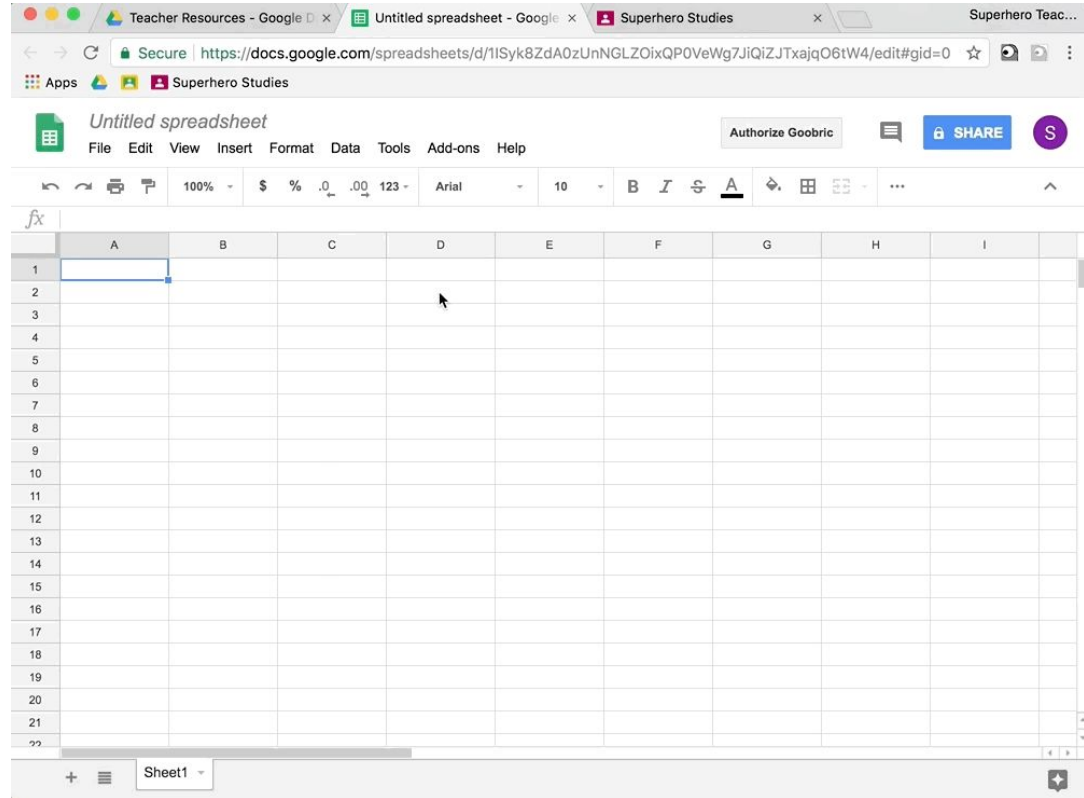 Teacher Resources - Google D
Untitled spreadsheet - Google
Superhero Studies
Superhero Teac...
Secure
https://docs.google.com/spreadsheets/d/1ISyk8ZdA0zUnNGLZOixQP0VeWg7JiQiZJTxajqO6tW4/edit#gid=0
Apps
Superhero Studies
Untitled spreadsheet
File Edit View Insert Format Data Tools Add-ons Help
Authorize Goobric
SHARE
S
100% $ % .0 .00 123 Arial 10 B I S A ...
fx
A B C D E F G H I
1
2
3
4
5
6
7
8
9
10
11
12
13
14
15
16
17
18
19
20
21
22
+ Sheet1